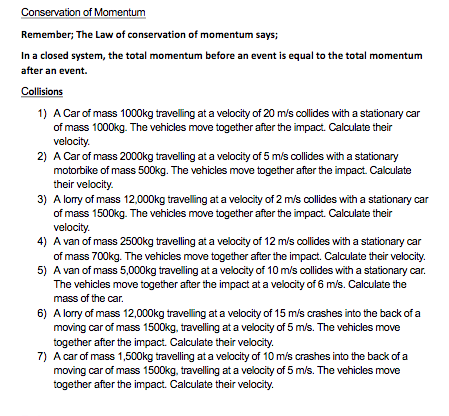 Conservation of Momentum
Remember; The Law of conservation of momentum says;
In a closed system, the total momentum before an event is equal to the total momentum
after an event.
Collisions
1) A Car of mass 1000kg travelling at a velocity of 20 m/s collides with a stationary car
of mass 1000kg. The vehicles move together after the impact. Calculate their
velocity.
2) A Car of mass 2000kg travelling at a velocity of 5 m/s collides with a stationary
motorbike of mass 500kg. The vehicles move together after the impact. Calculate
their velocity.
3) A lorry of mass 12,000kg travelling at a velocity of 2 m/s collides with a stationary car
of mass 1500kg. The vehicles move together after the impact. Calculate their
velocity.
4) A van of mass 2500kg travelling at a velocity of 12 m/s collides with a stationary car
of mass 700kg. The vehicles move together after the impact. Calculate their velocity.
5) A van of mass 5,000kg travelling at a velocity of 10 m/s collides with a stationary car.
The vehicles move together after the impact at a velocity of 6 m/s. Calculate the
mass of the car.
6) A lorry of mass 12,000kg travelling at a velocity of 15 m/s crashes into the back of a
moving car of mass 1500kg, travelling at a velocity of 5 m/s. The vehicles move
together after the impact. Calculate their velocity.
7) A car of mass 1,500kg travelling at a velocity of 10 m/s crashes into the back of a
moving car of mass 1500kg, travelling at a velocity of 5 m/s. The vehicles move
together after the impact. Calculate their velocity.